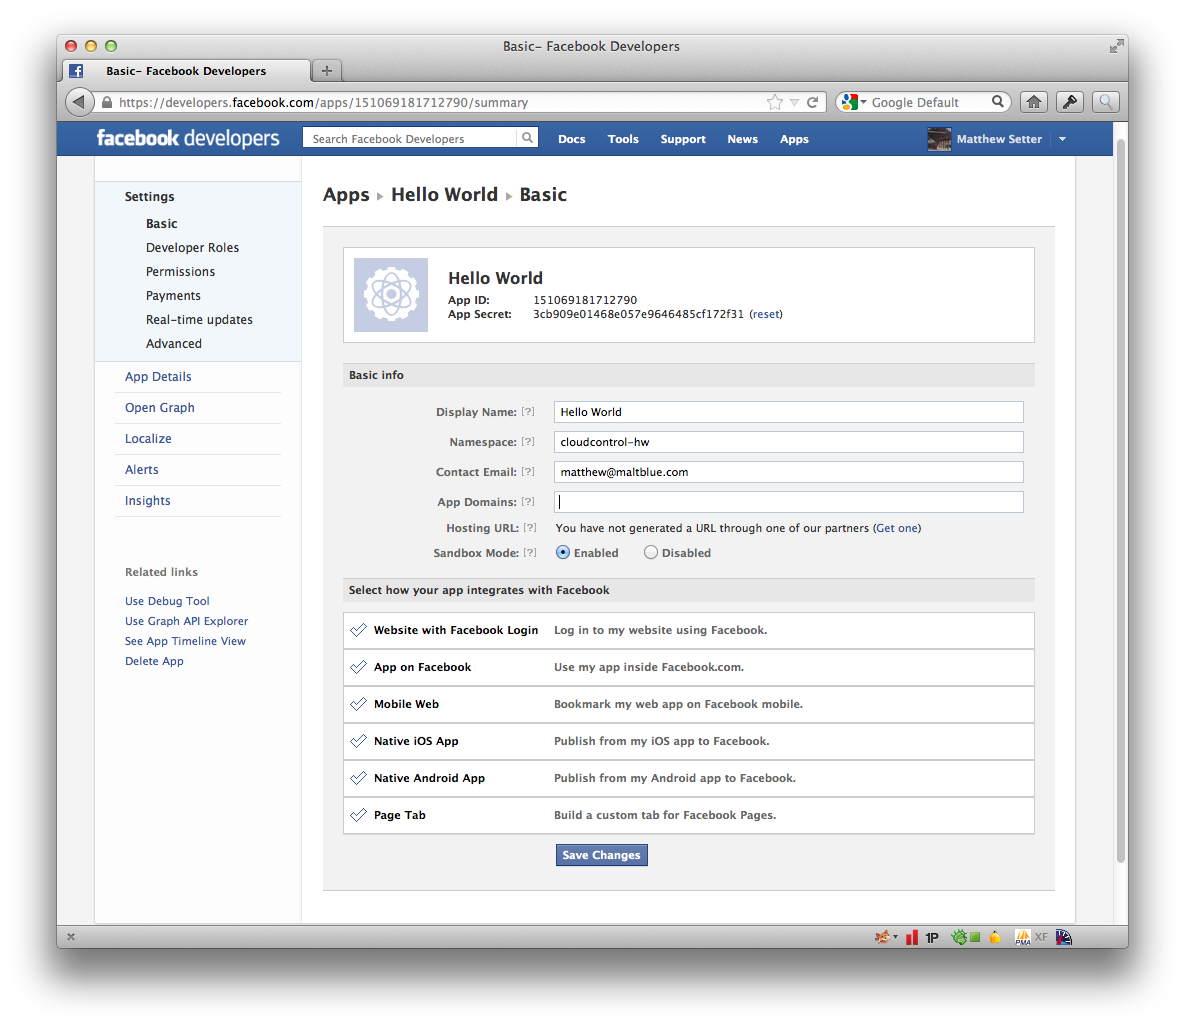 Basic– Facebook Developers
Basic– Facebook Developers
https://developers.facebook.com/apps/151069181712790/summary
Google Default
facebook developers
Search Facebook Developers
Docs Tools Support News Apps
Matthew Setter
Settings
Basic
Developer Roles
Permissions
Payments
Real-time updates
Advanced
App Details
Open Graph
Localize
Alerts
Insights
Related links
Use Debug Tool
Use Graph API Explorer
See App Timeline View
Delete App
Apps Hello World Basic
Hello World
App ID: 151069181712790
App Secret: 3cb909e01468e057e9646485cf172f31 (reset)
Basic info
Display Name: [?] Hello World
Namespace: [?] cloudcontrol-hw
Contact Email: [?] matthew@maltblue.com
App Domains: [?]
Hosting URL: [?] You have not generated a URL through one of our partners (Get one)
Sandbox Mode: [?] Enabled Disabled
Select how your app integrates with Facebook
Website with Facebook Login Log in to my website using Facebook.
App on Facebook Use my app inside Facebook.com.
Mobile Web Bookmark my web app on Facebook mobile.
Native iOS App Publish from my iOS app to Facebook.
Native Android App Publish from my Android app to Facebook.
Page Tab Build a custom tab for Facebook Pages.
Save Changes
1P PMA XF